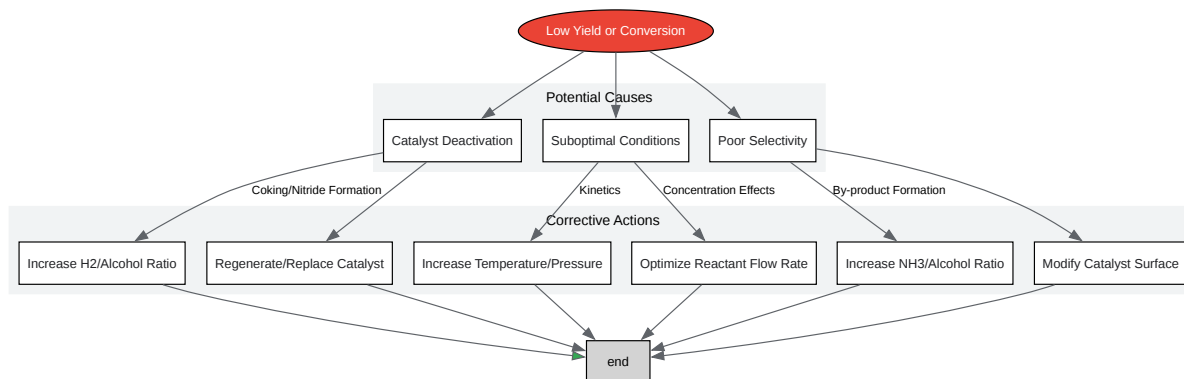 Low Yield or Conversion
Potential Causes
Catalyst Deactivation
Suboptimal Conditions
Poor Selectivity
Coking/Nitride Formation
Kinetics
Concentration Effects
By-product Formation
Corrective Actions
Increase H2/Alcohol Ratio
Regenerate/Replace Catalyst
Increase Temperature/Pressure
Optimize Reactant Flow Rate
Increase NH3/Alcohol Ratio
Modify Catalyst Surface
end